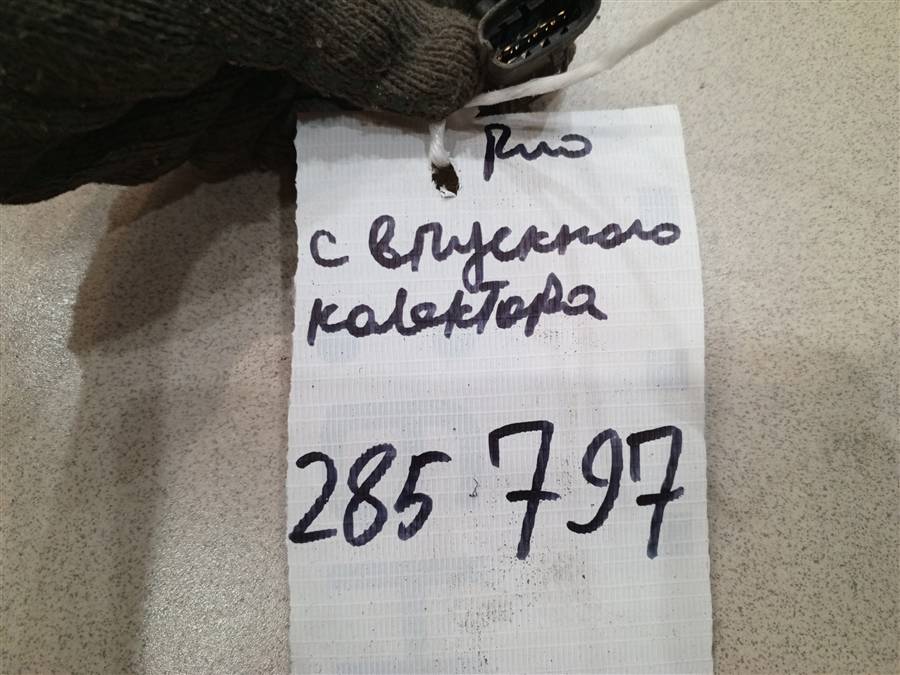 Рио
с впускного
колектора
285 797